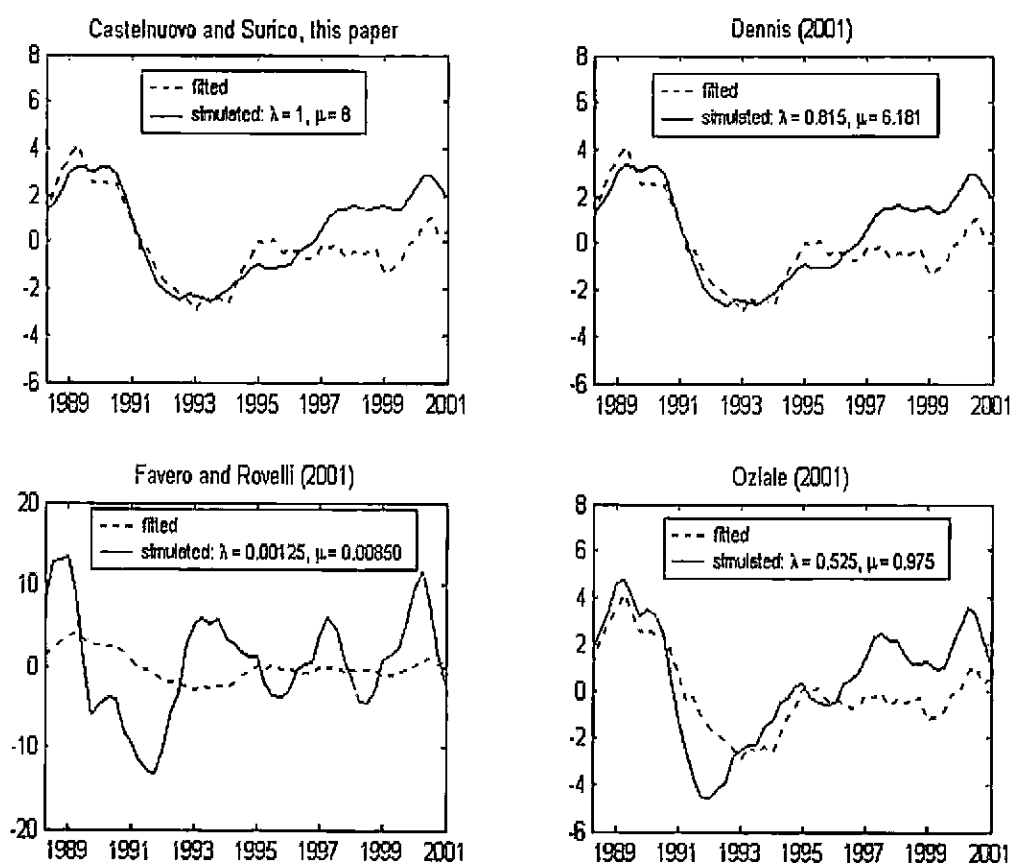 Castelnuovo and Surico, this paper
8
6
4
2
0
-2
-4
-6
fitted
simulated: λ = 1, μ = 8
1989 1991 1993 1995 1997 1999 2001
Dennis (2001)
8
6
4
2
0
-2
-4
-6
fitted
simulated: λ = 0.815, μ = 6.181
1989 1991 1993 1995 1997 1999 2001
Favero and Rovelli (2001)
20
10
0
-10
-20
fitted
simulated: λ = 0.00125, μ = 0.00850
1989 1991 1993 1995 1997 1999 2001
Ozlale (2001)
8
6
4
2
0
-2
-4
-6
fitted
simulated: λ = 0.525, μ = 0.975
1989 1991 1993 1995 1997 1999 2001